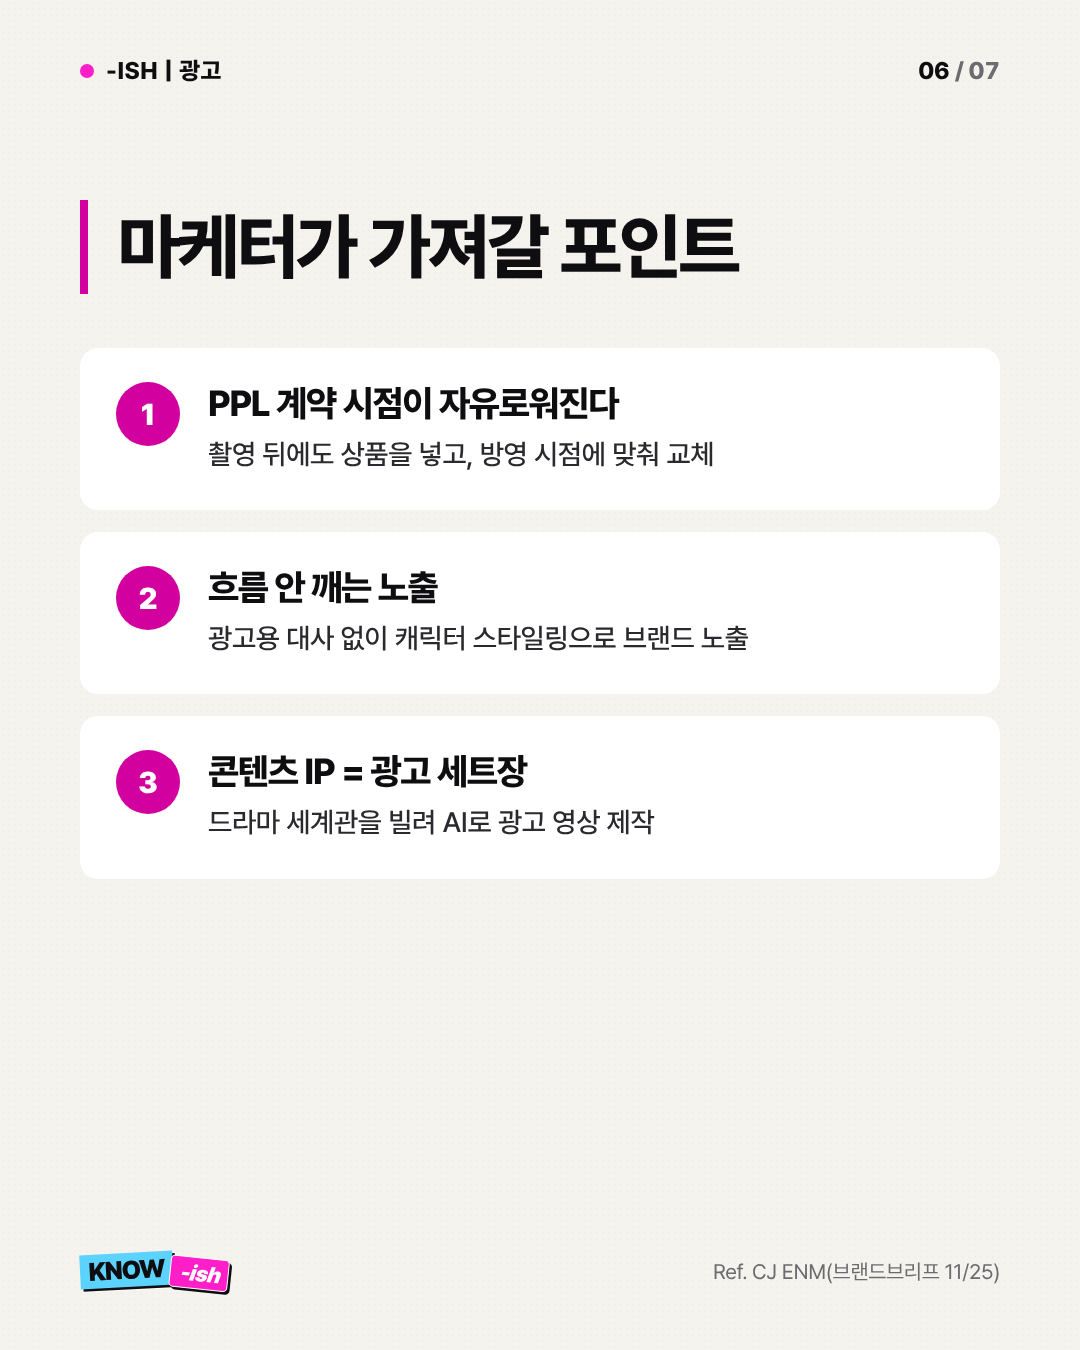 -ISH | 광고
06 / 07
마케터가 가져갈 포인트
1
PPL 계약 시점이 자유로워진다
촬영 뒤에도 상품을 넣고, 방영 시점에 맞춰 교체
2
흐름 안 깨는 노출
광고용 대사 없이 캐릭터 스타일링으로 브랜드 노출
3
콘텐츠 IP = 광고 세트장
드라마 세계관을 빌려 AI로 광고 영상 제작
KNOW -ish
Ref. CJ ENM(브랜드브리프 11/25)